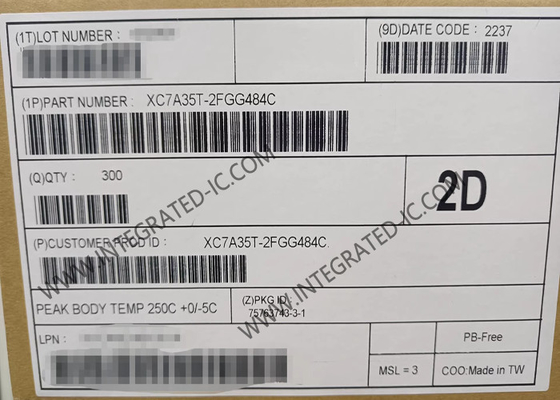 (1T)LOT NUMBER :
(9D)DATE CODE : 2237
(1P)PART NUMBER : XC7A35T-2FGG484C
(Q)QTY : 300
2D
(P)CUSTOMER PROD ID : XC7A35T-2FGG484C
PEAK BODY TEMP 250C +0/-5C
(Z)PKG ID :
75763743-3-1
LPN :
PB-Free
MSL = 3
COO:Made in TW
WWW.INTEGRATED-IC.COM
WWW.INTEGRATED-IC.COM